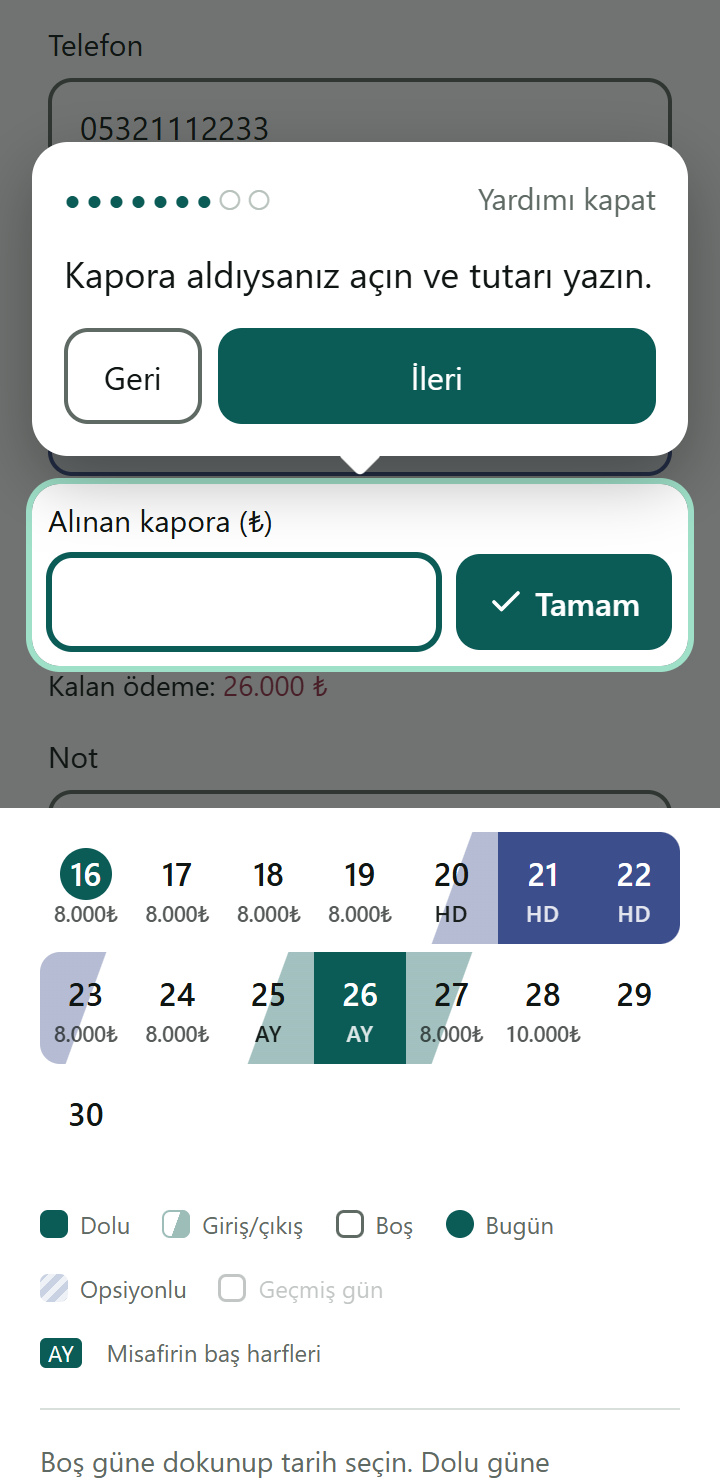 Telefon
05321112233
Yardımı kapat
Kapora aldıysanız açın ve tutarı yazın.
Geri İleri
Alınan kapora (₺)
Tamam
Kalan ödeme: 26.000 ₺
Not
16 17 18 19 20 21 22
8.000₺ 8.000₺ 8.000₺ 8.000₺ HD HD HD
23 24 25 26 27 28 29
8.000₺ 8.000₺ AY AY 8.000₺ 10.000₺
30
Dolu Giriş/çıkış Boş Bugün
Opsiyonlu Geçmiş gün
AY Misafirin baş harfleri
Boş güne dokunup tarih seçin. Dolu güne